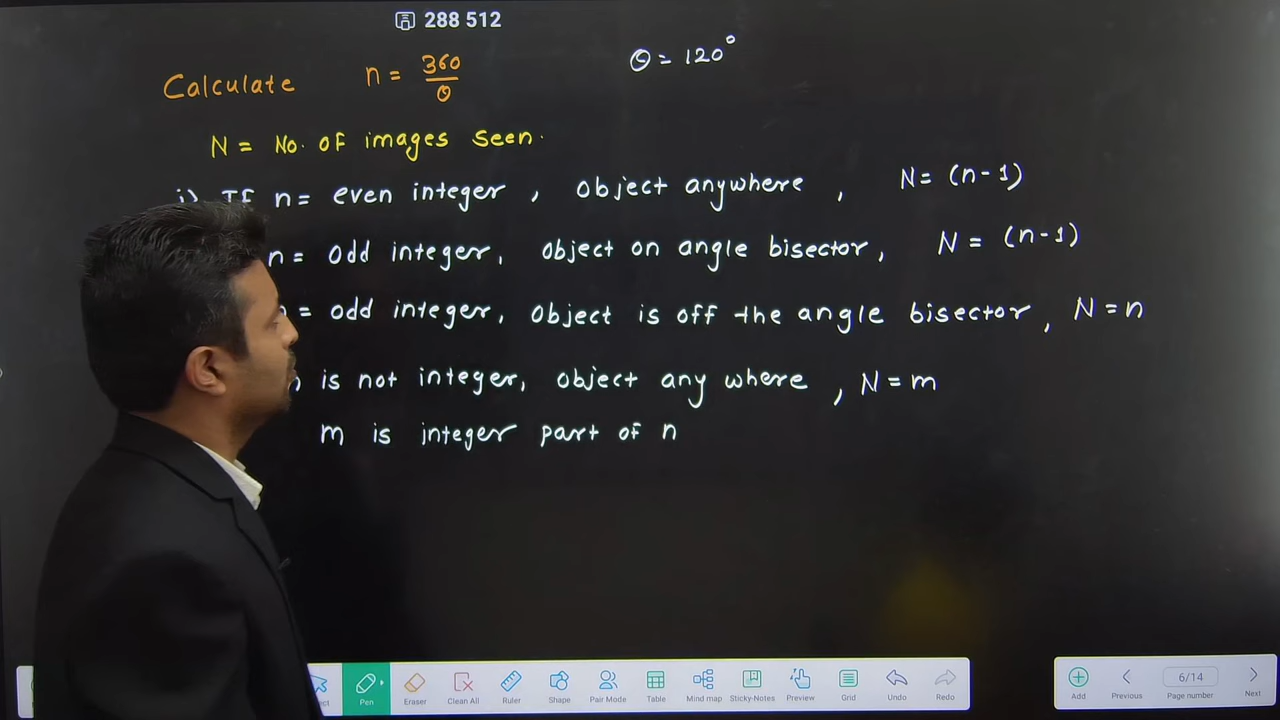 288 512
θ = 120°
Calculate n = 360/θ
N = No. of images seen.
i) If n = even integer , object anywhere , N = (n-1)
n = odd integer, object on angle bisector, N = (n-1)
= odd integer, object is off the angle bisector, N = n
is not integer, object any where , N = m
m is integer part of n
Pen
Eraser
Clean All
Ruler
Shape
Pair Mode
Table
Mind map
Sticky-Notes
Preview
Grid
Undo
Redo
Add
Previous
6/14
Page number
Next